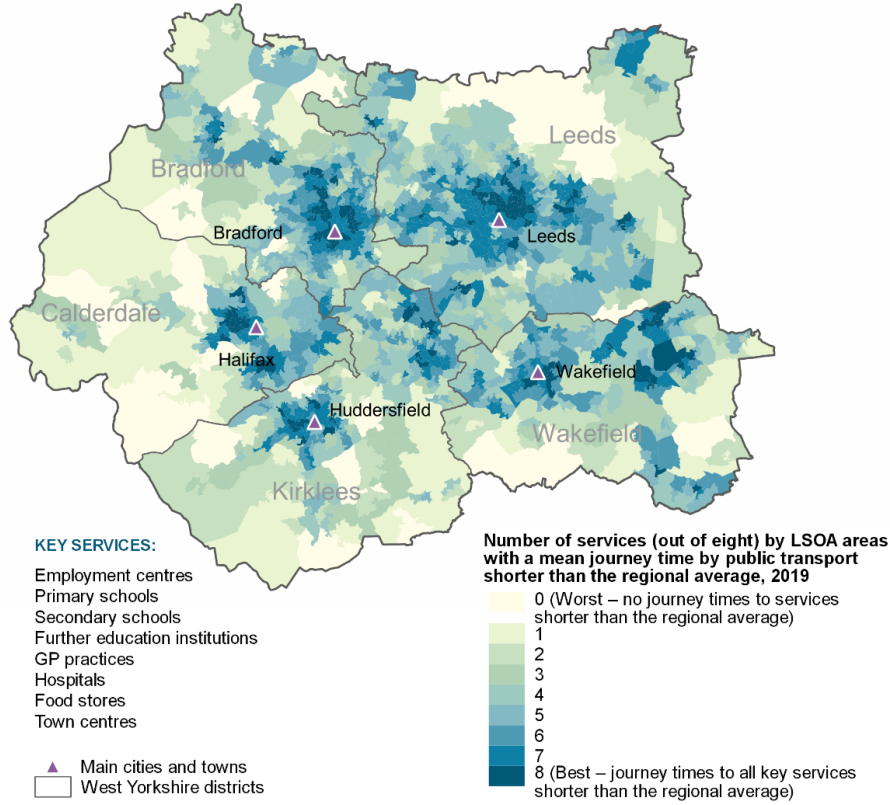 Leeds
Bradford
Bradford
Leeds
Calderdale
Halifax
Wakefield
Huddersfield
Wakefield
Kirklees
KEY SERVICES:
Employment centres
Primary schools
Secondary schools
Further education institutions
GP practices
Hospitals
Food stores
Town centres
Main cities and towns
West Yorkshire districts
Number of services (out of eight) by LSOA areas
with a mean journey time by public transport
shorter than the regional average, 2019
0 (Worst – no journey times to services
shorter than the regional average)
1
2
3
4
5
6
7
8 (Best – journey times to all key services
shorter than the regional average)